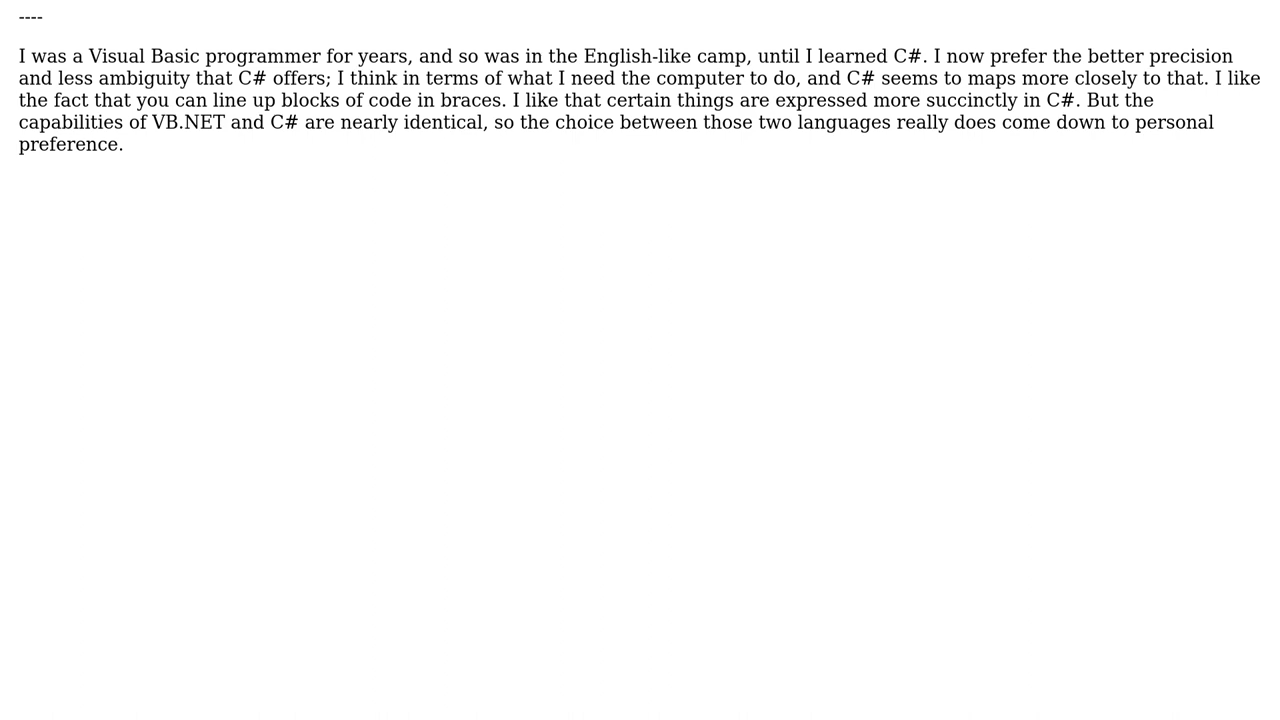 ----
I was a Visual Basic programmer for years, and so was in the English-like camp, until I learned C#. I now prefer the better precision
and less ambiguity that C# offers; I think in terms of what I need the computer to do, and C# seems to maps more closely to that. I like
the fact that you can line up blocks of code in braces. I like that certain things are expressed more succinctly in C#. But the
capabilities of VB.NET and C# are nearly identical, so the choice between those two languages really does come down to personal
preference.